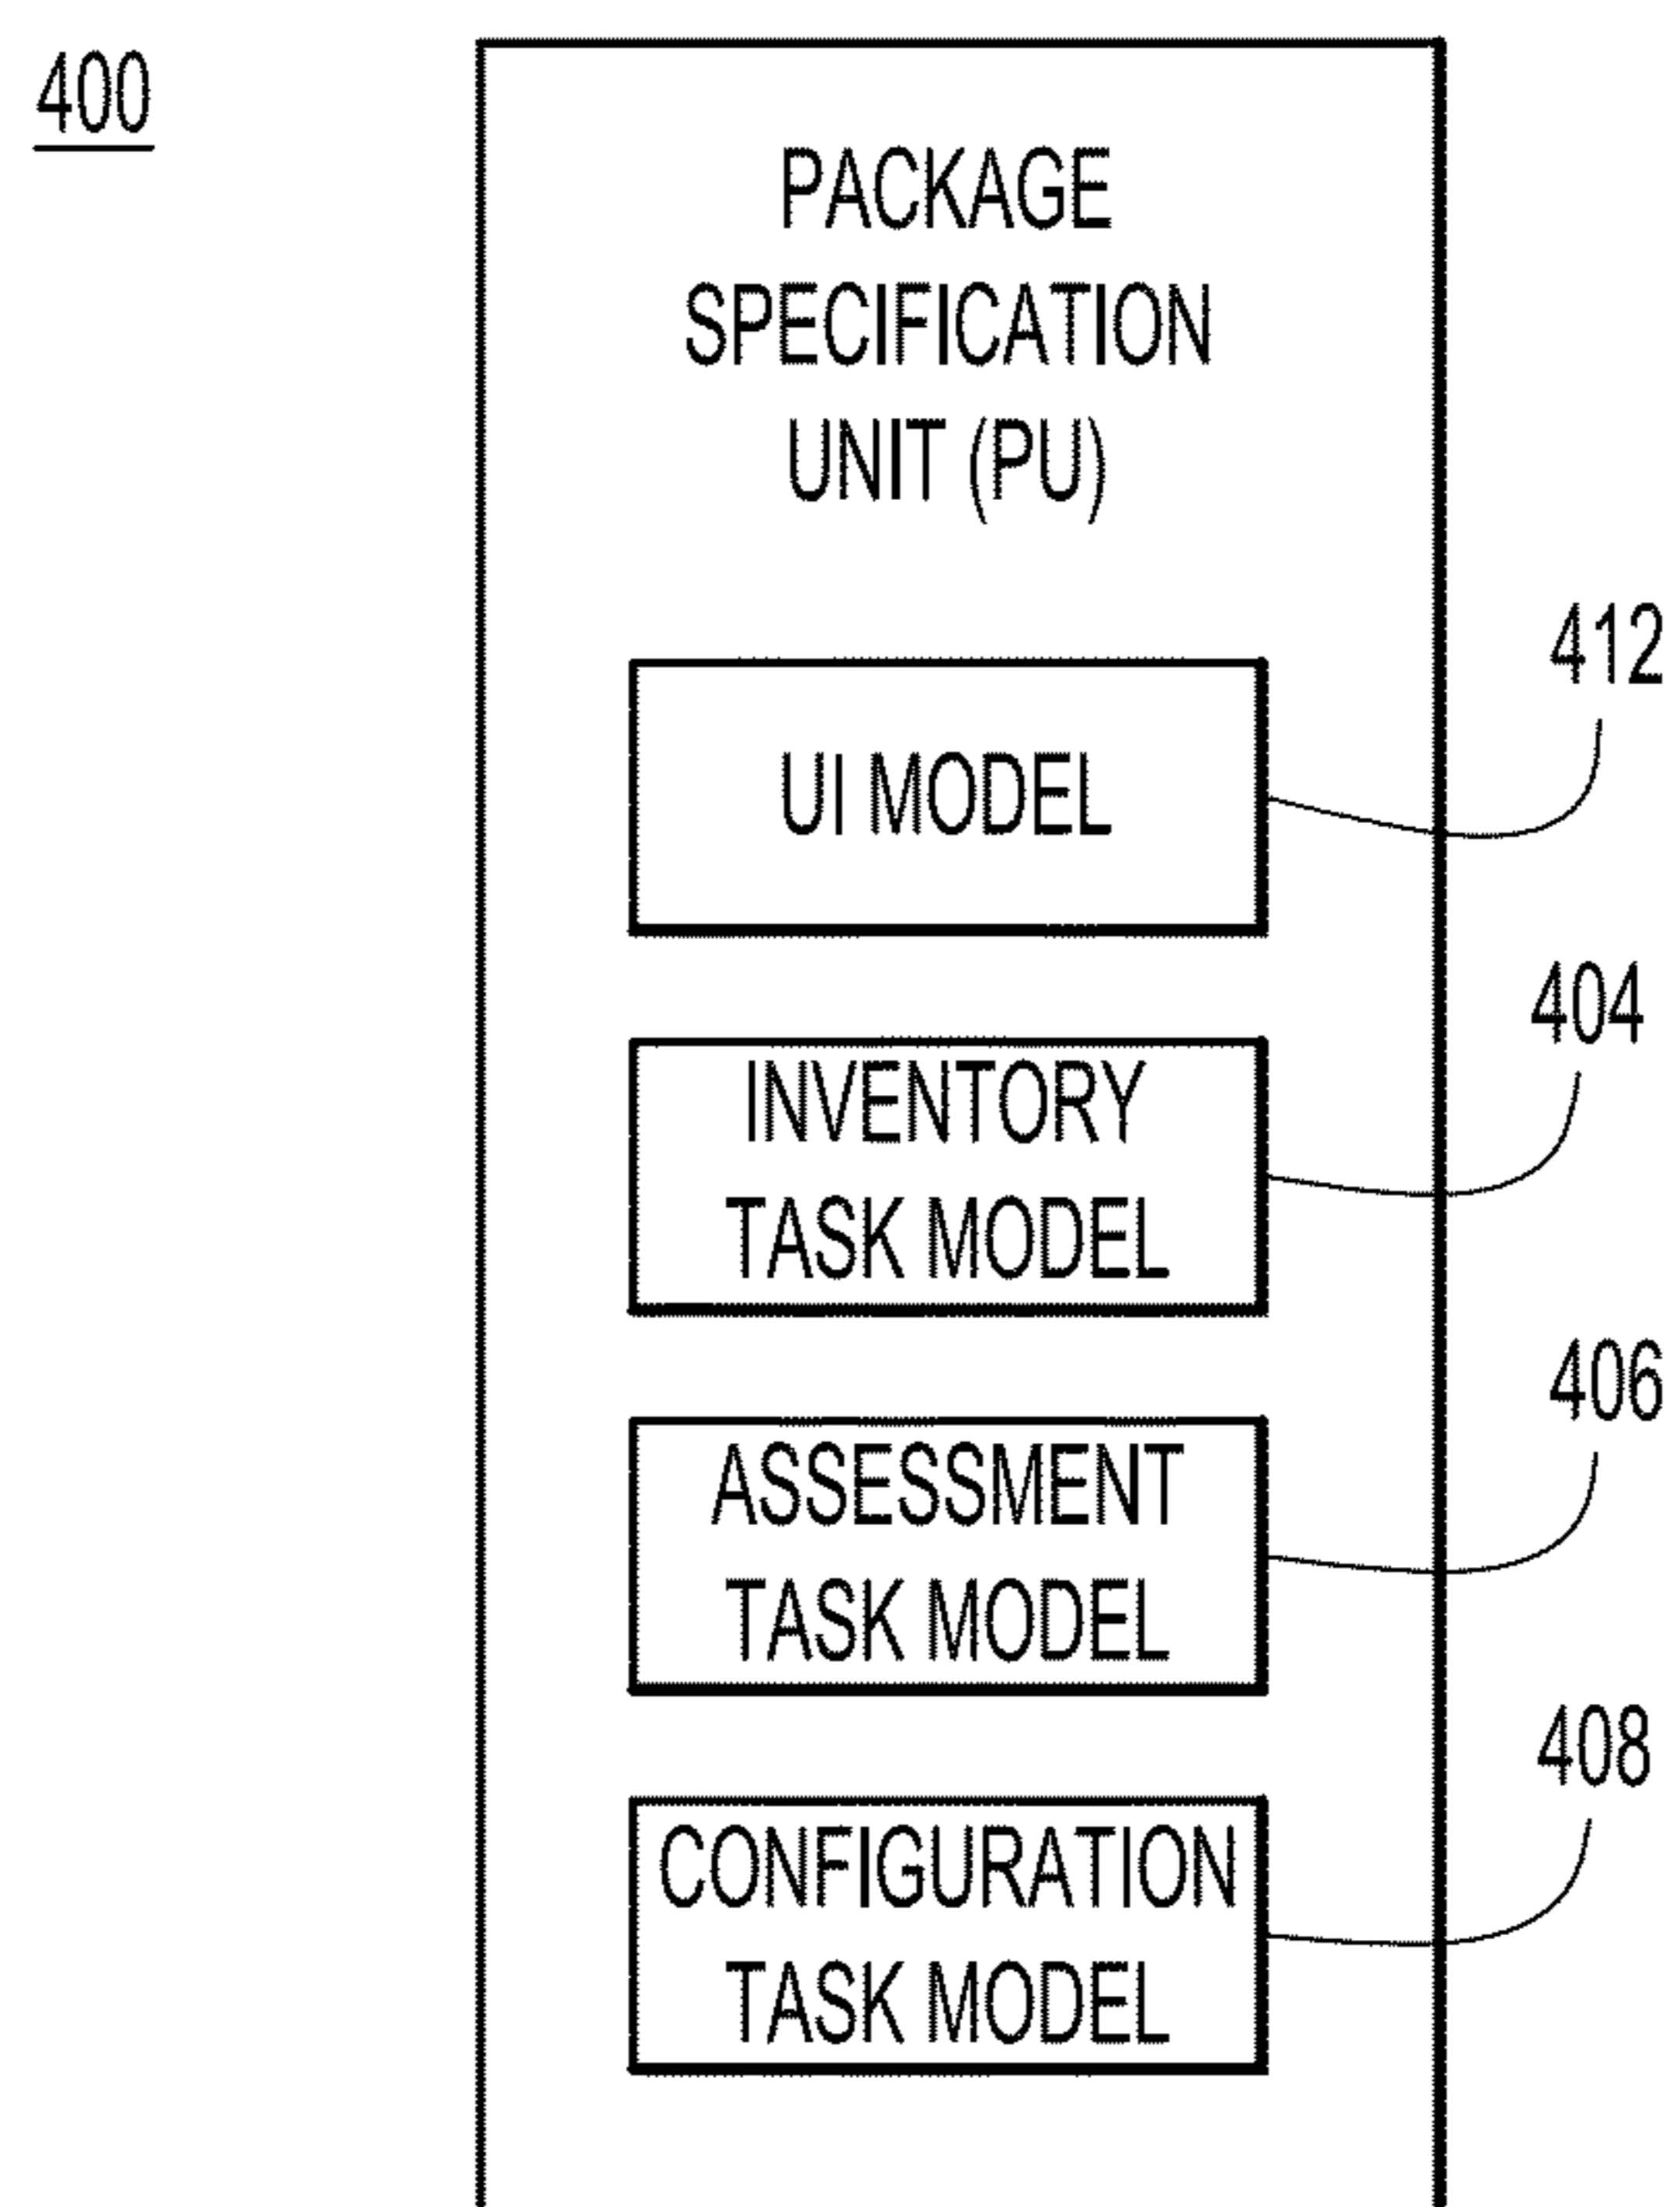 400
PACKAGE
SPECIFICATION
UNIT (PU)
412
UI MODEL
404
INVENTORY
TASK MODEL
406
ASSESSMENT
TASK MODEL
408
CONFIGURATION
TASK MODEL